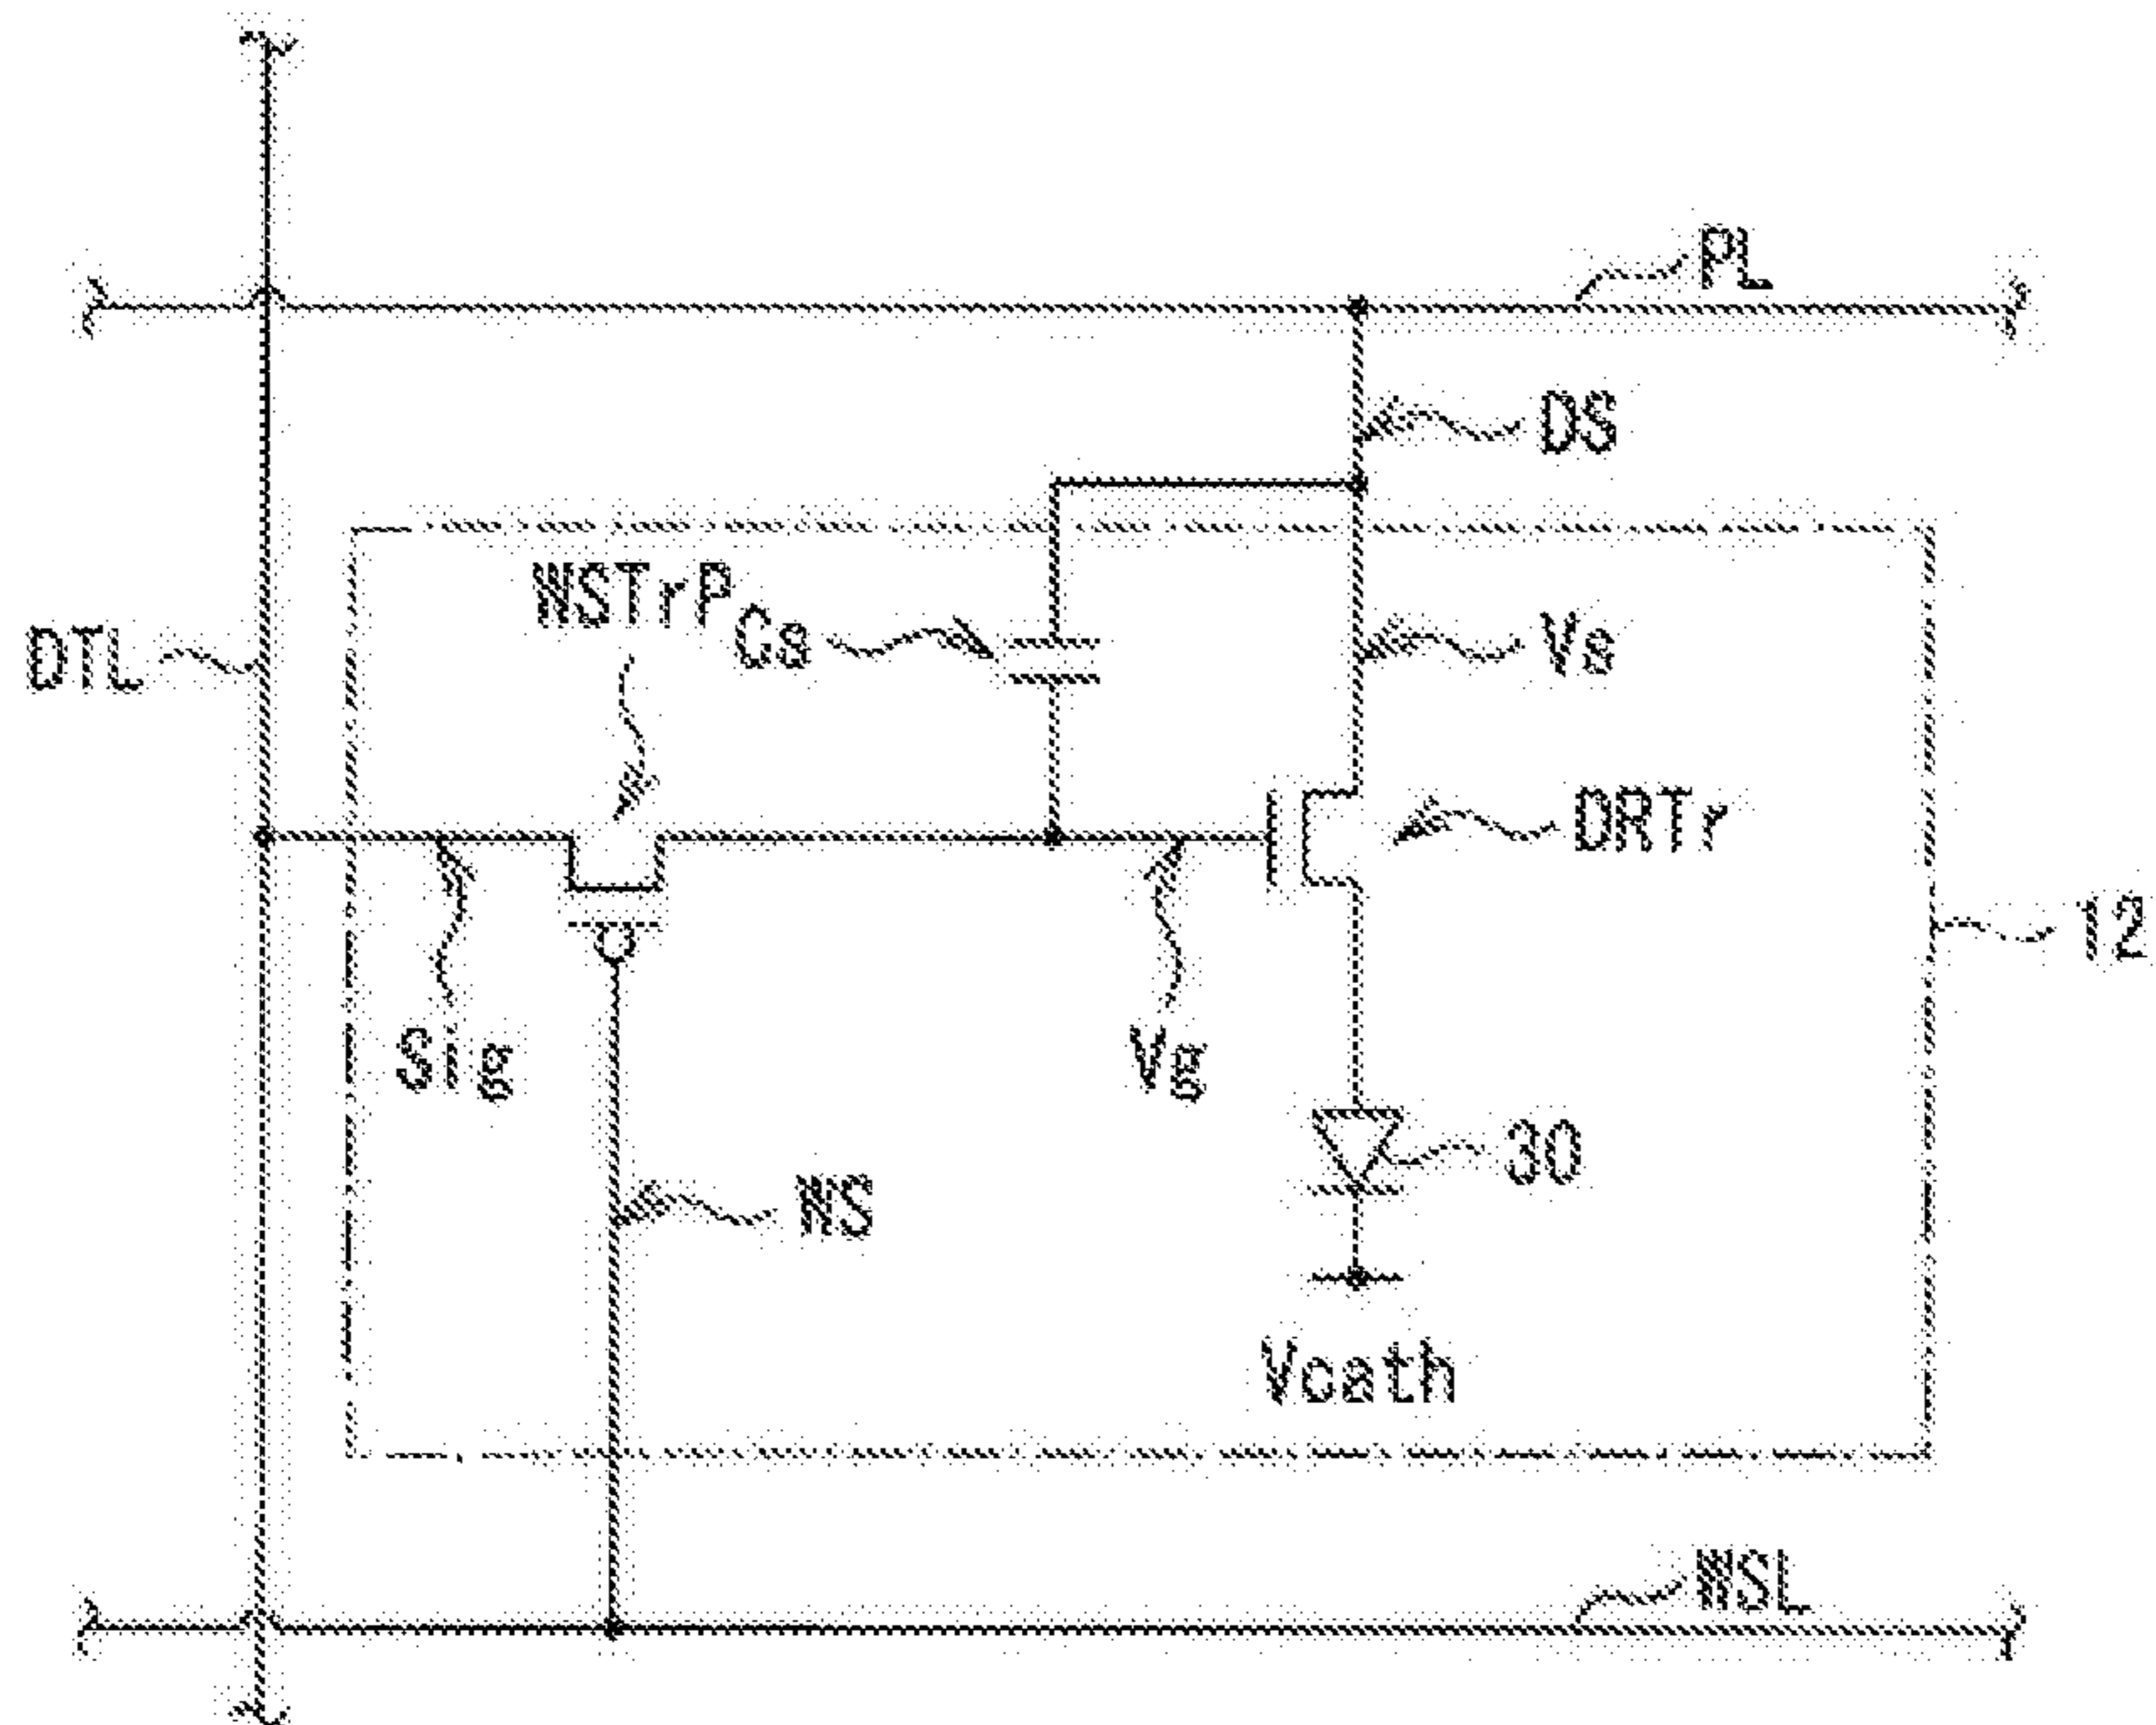 PL
DS
WSTrP
Cs
Vs
DTL
DRTr
12
Sig
Vg
30
WS
Vcath
WSL